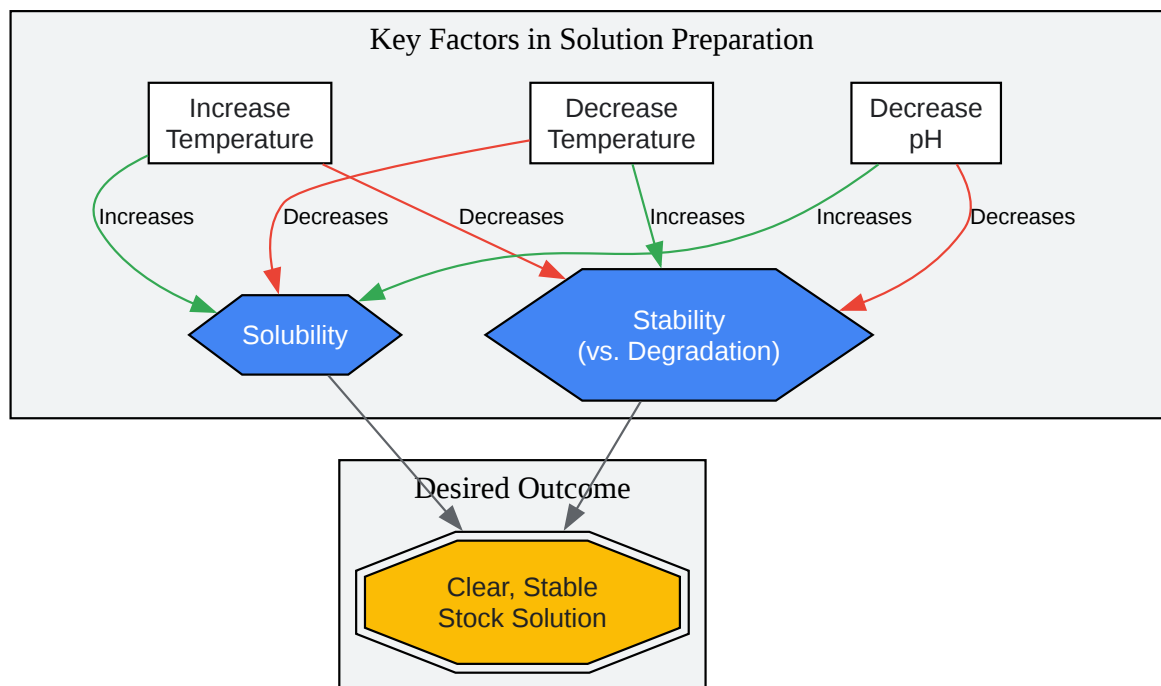 Key Factors in Solution Preparation
Increase
Temperature
Decrease
Temperature
Decrease
pH
Increases
Decreases
Decreases
Increases
Increases
Decreases
Solubility
Stability
(vs. Degradation)
Desired Outcome
Clear, Stable
Stock Solution